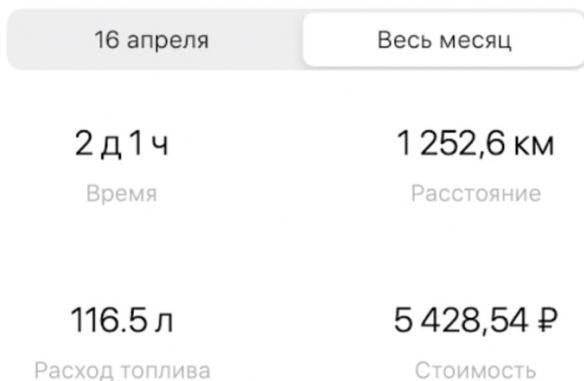 16 апреля Весь месяц
2 д 1 ч 1 252,6 км
Время Расстояние
116.5 л 5 428,54 ₽
Расход топлива Стоимость